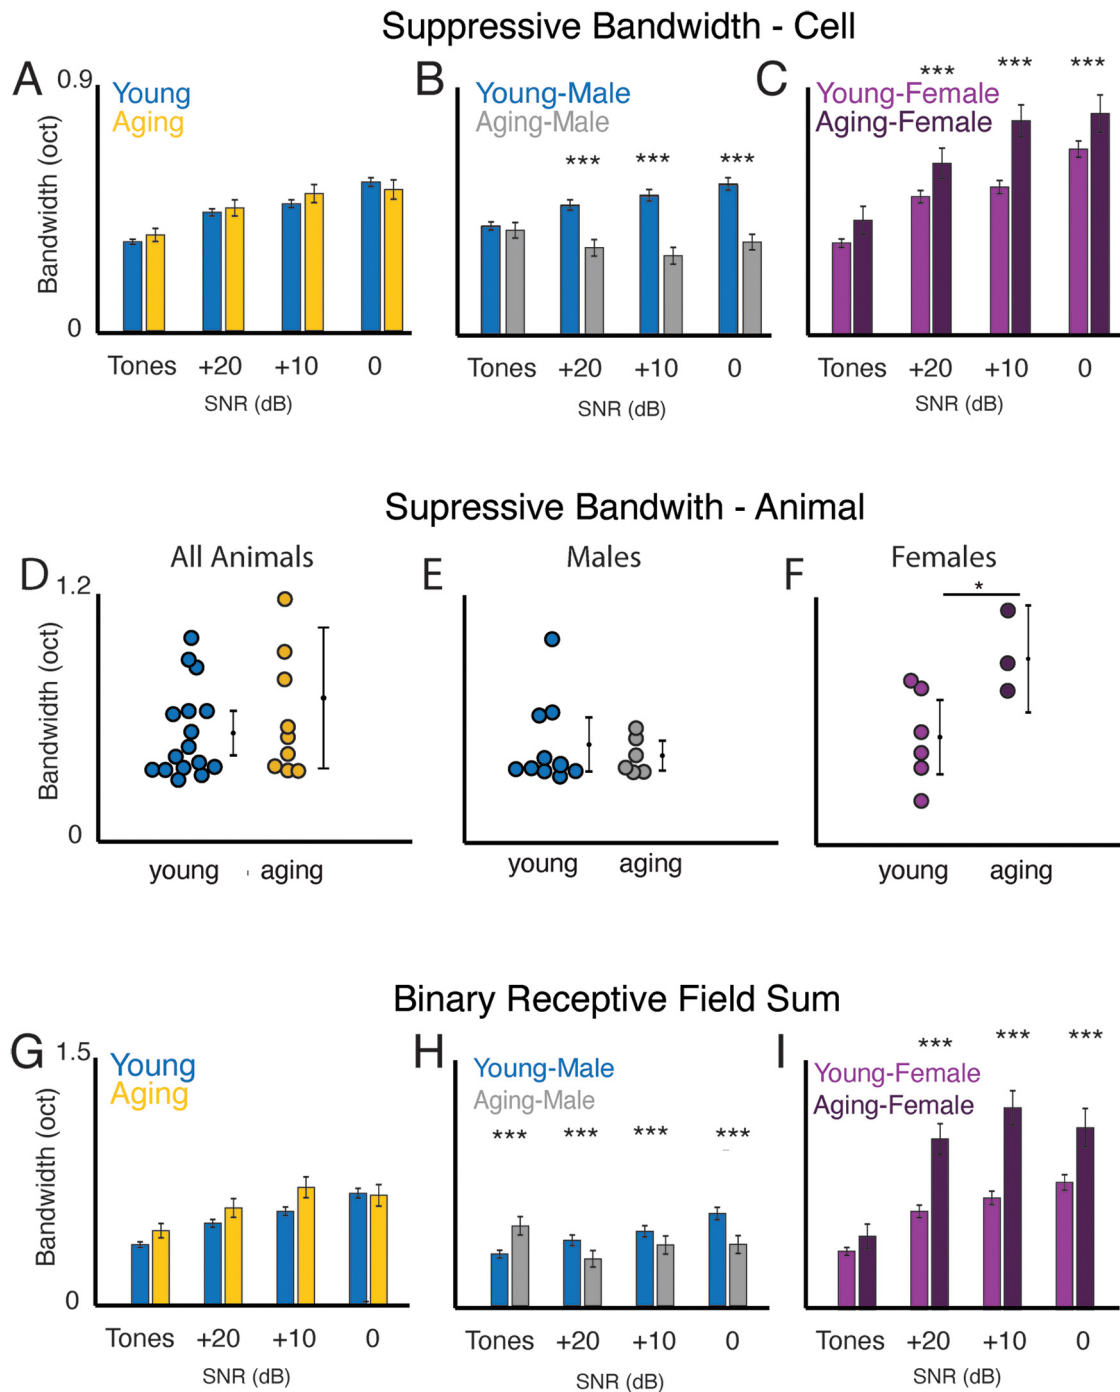 Suppressive Bandwidth - Cell
A
0.9
Young
Aging
Bandwidth (oct)
0
Tones +20 +10 0
SNR (dB)
B
Young-Male
Aging-Male
*** *** ***
Tones +20 +10 0
SNR (dB)
C
*** *** ***
Young-Female
Aging-Female
Tones +20 +10 0
SNR (dB)
Supressive Bandwith - Animal
D
All Animals
1.2
Bandwidth (oct)
0
young aging
E
Males
young aging
F
Females
*
young aging
Binary Receptive Field Sum
G
1.5
Young
Aging
Bandwidth (oct)
0
Tones +20 +10 0
SNR (dB)
H
Young-Male
Aging-Male
*** *** *** ***
Tones +20 +10 0
SNR (dB)
I
*** *** ***
Young-Female
Aging-Female
Tones +20 +10 0
SNR (dB)